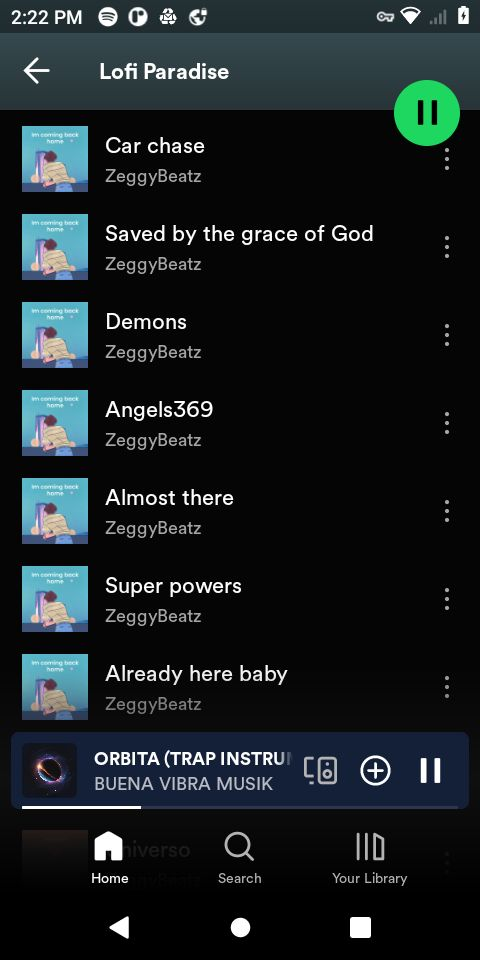 2:22 PM
Lofi Paradise
Im coming back
home
Car chase
ZeggyBeatz
Im coming back
home
Saved by the grace of God
ZeggyBeatz
Im coming back
home
Demons
ZeggyBeatz
Im coming back
home
Angels369
ZeggyBeatz
Im coming back
home
Almost there
ZeggyBeatz
Im coming back
home
Super powers
ZeggyBeatz
Im coming back
home
Already here baby
ZeggyBeatz
ORBITA (TRAP INSTRU
BUENA VIBRA MUSIK
Home
Search
Your Library